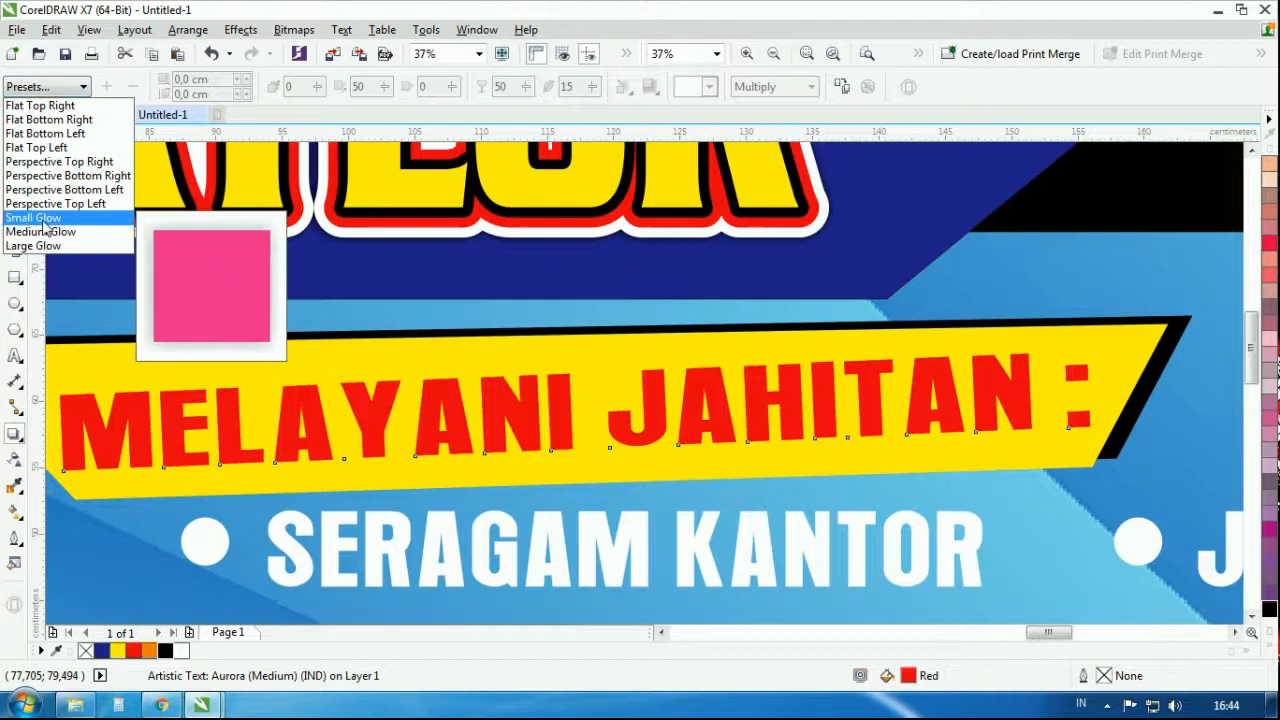 CorelDRAW X7 (64-Bit) - Untitled-1
File Edit View Layout Arrange Effects Bitmaps Text Table Tools Window Help
37% 37% Create/load Print Merge Edit Print Merge
Presets... 0,0 cm 0,0 cm 0 50 0 50 15 Multiply
Untitled-1
85 90 95 100 105 110 115 120 125 130 135 140 145 150 155 160 centimeters
Flat Top Right
Flat Bottom Right
Flat Bottom Left
Flat Top Left
Perspective Top Right
Perspective Bottom Right
Perspective Bottom Left
Perspective Top Left
Small Glow
Medium Glow
Large Glow
70
65
60
55
50
centimeters
MELAYANI JAHITAN :
SERAGAM KANTOR
J
1 of 1 Page 1
(77,705; 79,494) Artistic Text: Aurora (Medium) (IND) on Layer 1 Red None
IN 16:44